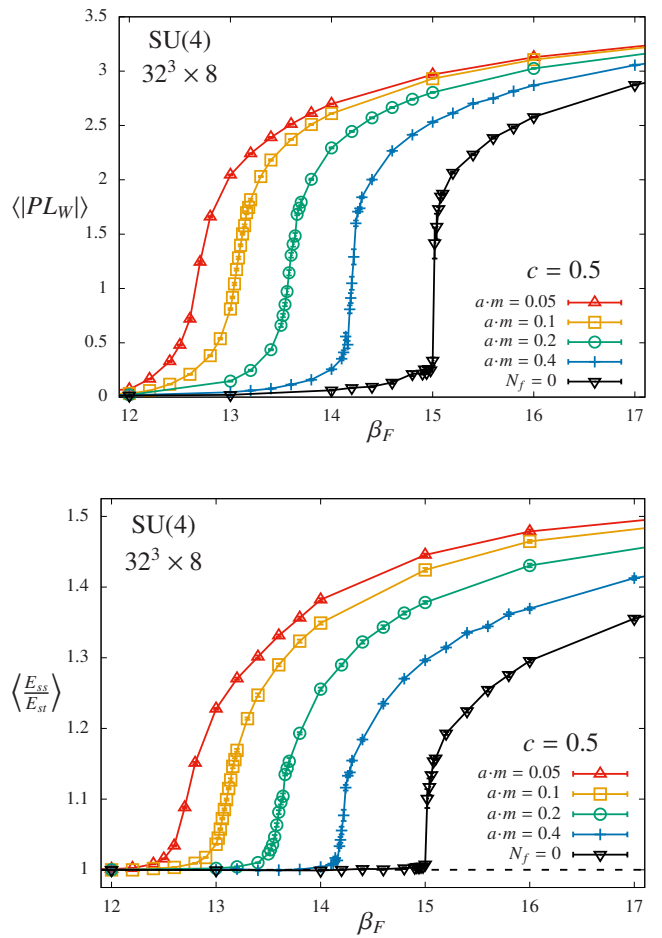 3.5
3
2.5
2
1.5
1
0.5
0
SU(4)
32³ × 8
⟨|PL_W|⟩
c = 0.5
a·m = 0.05
a·m = 0.1
a·m = 0.2
a·m = 0.4
N_f = 0
12 13 14 15 16 17
β_F
1.5
1.4
1.3
1.2
1.1
1
SU(4)
32³ × 8
⟨E_ss/E_st⟩
c = 0.5
a·m = 0.05
a·m = 0.1
a·m = 0.2
a·m = 0.4
N_f = 0
12 13 14 15 16 17
β_F